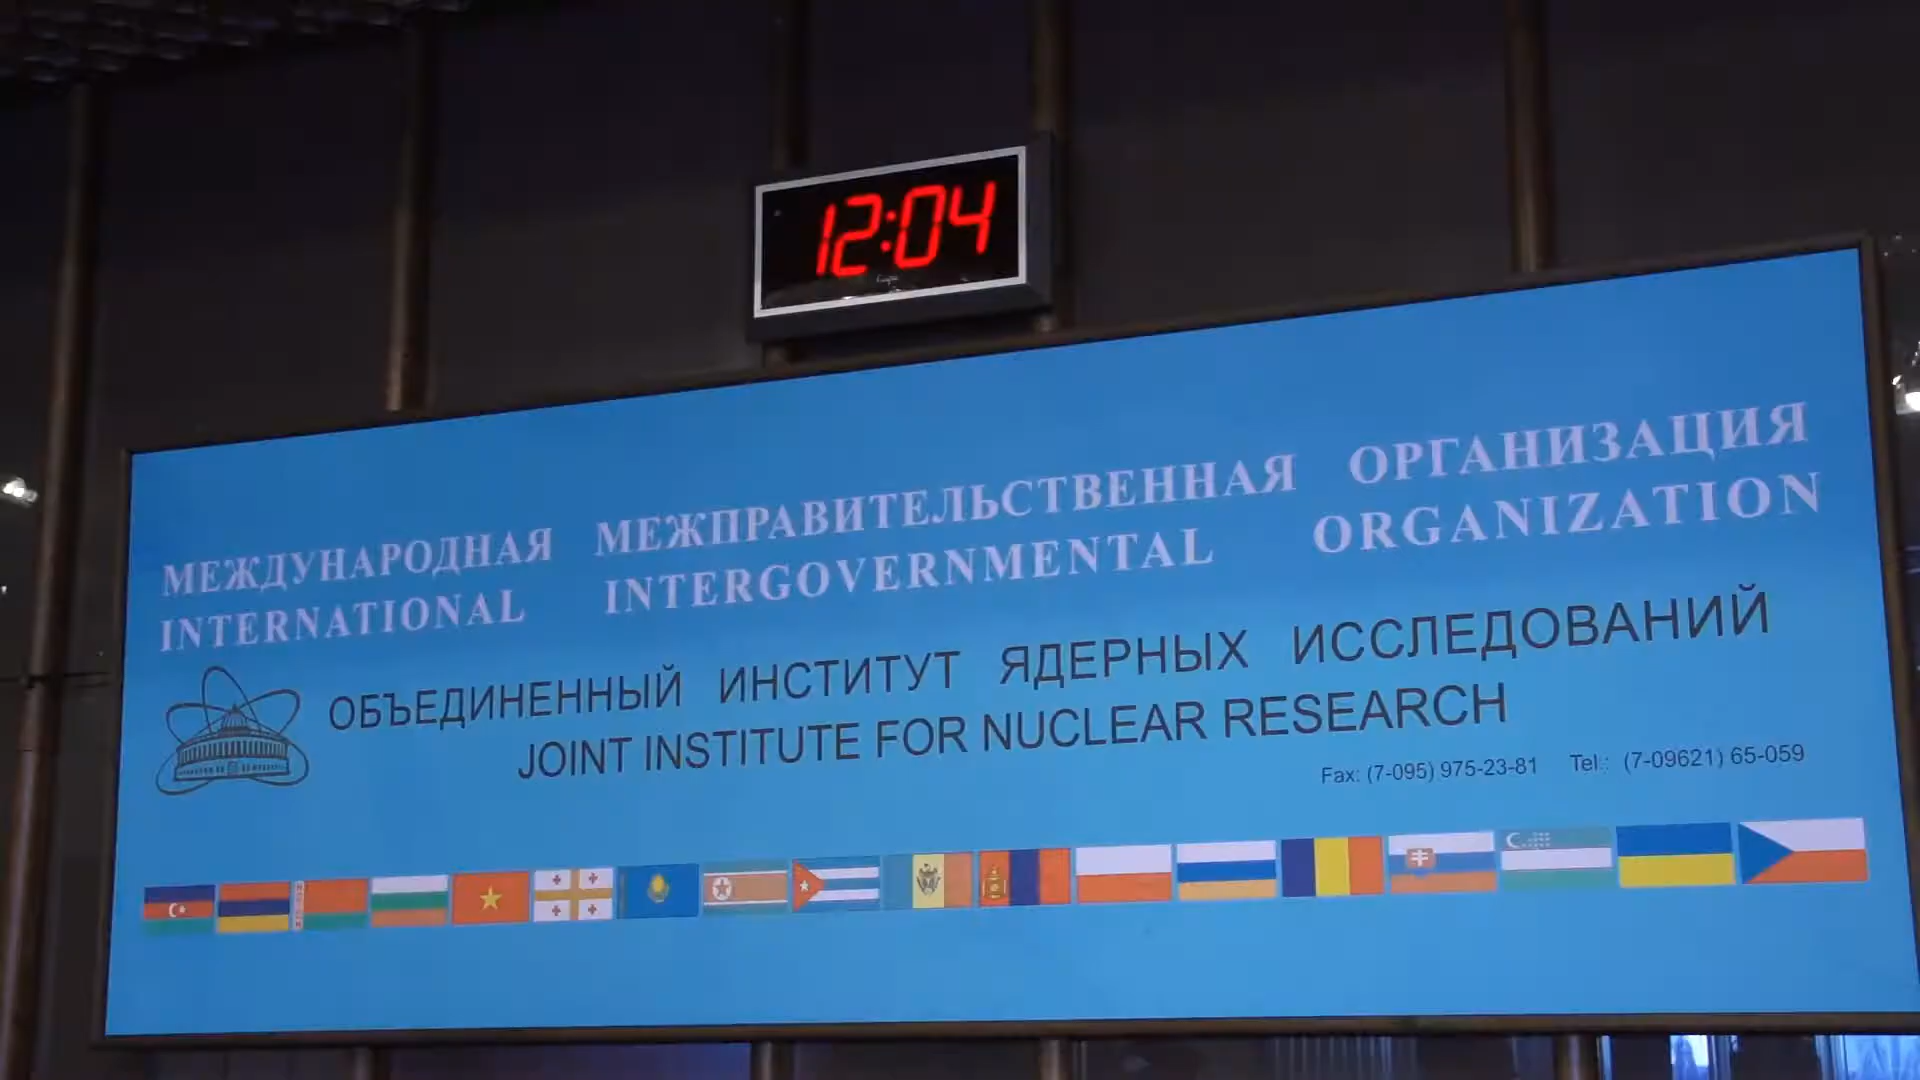 12:04
МЕЖДУНАРОДНАЯ МЕЖПРАВИТЕЛЬСТВЕННАЯ ОРГАНИЗАЦИЯ
INTERNATIONAL INTERGOVERNMENTAL ORGANIZATION
ОБЪЕДИНЕННЫЙ ИНСТИТУТ ЯДЕРНЫХ ИССЛЕДОВАНИЙ
JOINT INSTITUTE FOR NUCLEAR RESEARCH
Fax: (7-095) 975-23-81 Tel.: (7-09621) 65-059